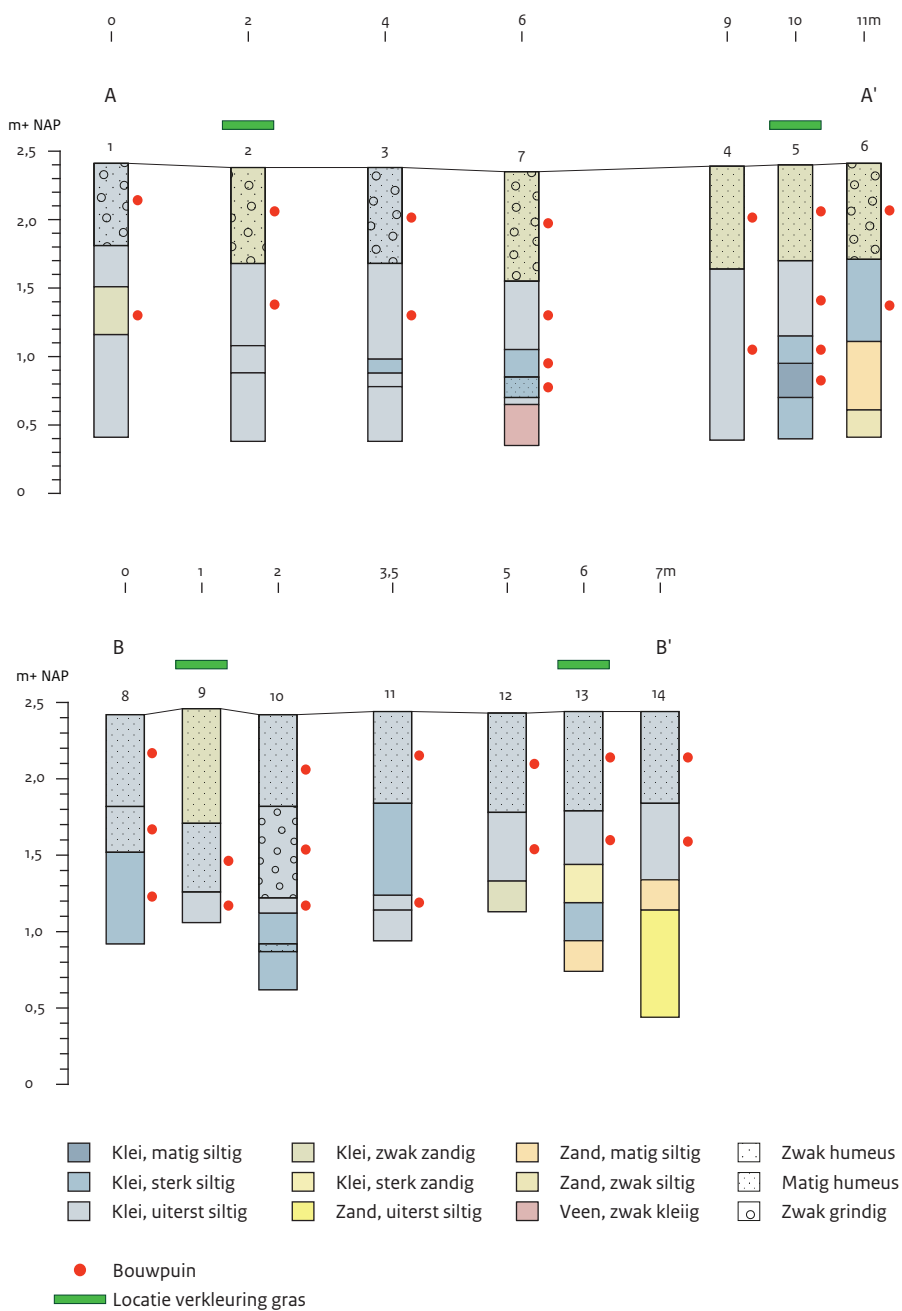 0 2 4 6 9 10 11m
A A'
m+ NAP
1 2 3 7 4 5 6
2,5
2,0
1,5
1,0
0,5
0
0 1 2 3,5 5 6 7m
B B'
m+ NAP
8 9 10 11 12 13 14
2,5
2,0
1,5
1,0
0,5
0
Klei, matig siltig Klei, zwak zandig Zand, matig siltig Zwak humeus
Klei, sterk siltig Klei, sterk zandig Zand, zwak siltig Matig humeus
Klei, uiterst siltig Zand, uiterst siltig Veen, zwak kleiig Zwak grindig
Bouwpuin
Locatie verkleuring gras